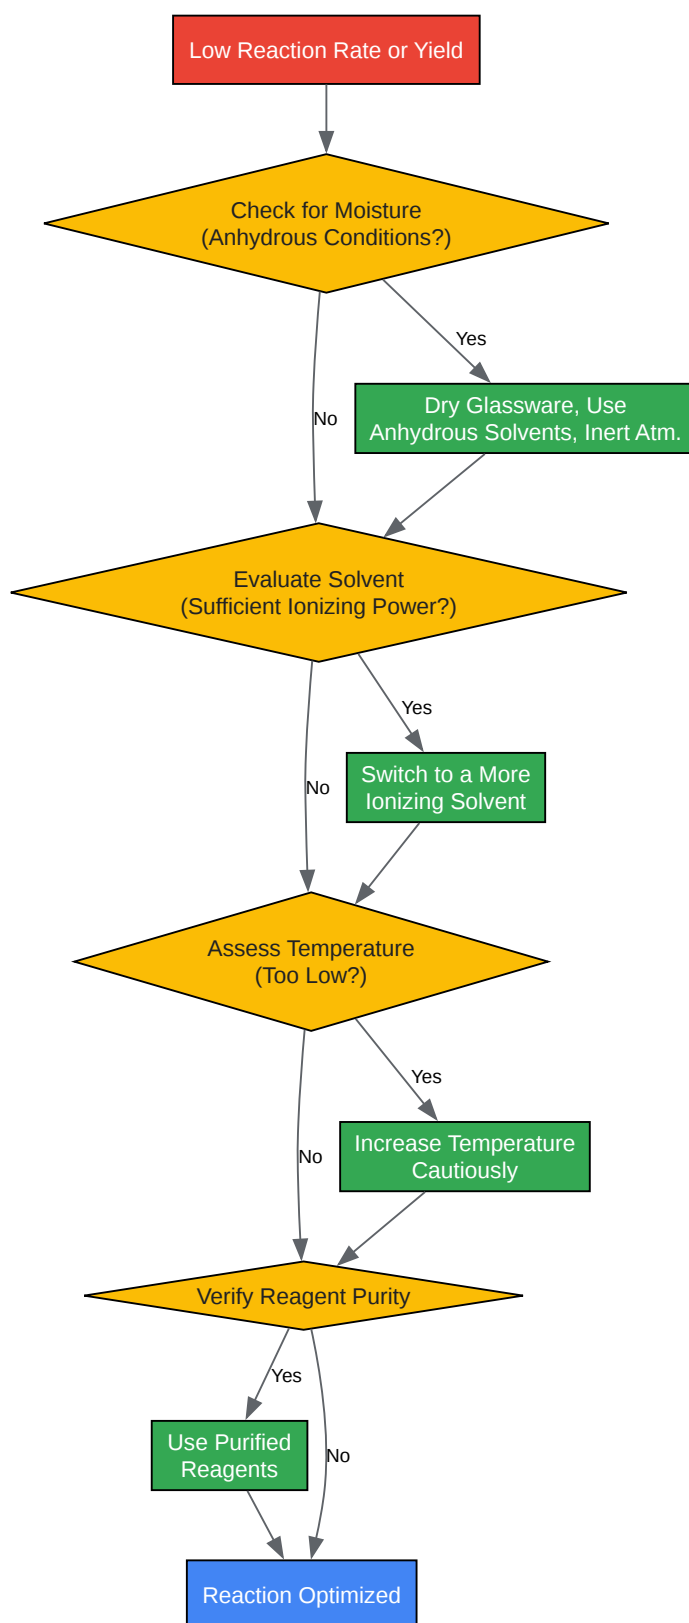 Low Reaction Rate or Yield
Check for Moisture
(Anhydrous Conditions?)
Yes
No
Dry Glassware, Use
Anhydrous Solvents, Inert Atm.
Evaluate Solvent
(Sufficient Ionizing Power?)
Yes
No
Switch to a More
Ionizing Solvent
Assess Temperature
(Too Low?)
Yes
No
Increase Temperature
Cautiously
Verify Reagent Purity
Yes
No
Use Purified
Reagents
Reaction Optimized